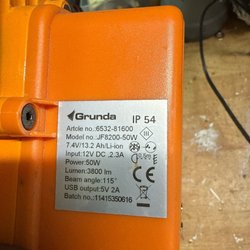 Grunda IP 54
Artcle no.:6532-81600
Model no.:JF8200-50W
7.4V/13.2 Ah/Li-ion
Input:12V DC ,2.3A
Power:50W
Lumen:3800 lm
Beam angle:115°
USB output:5V 2A
Batch no.:11415350616